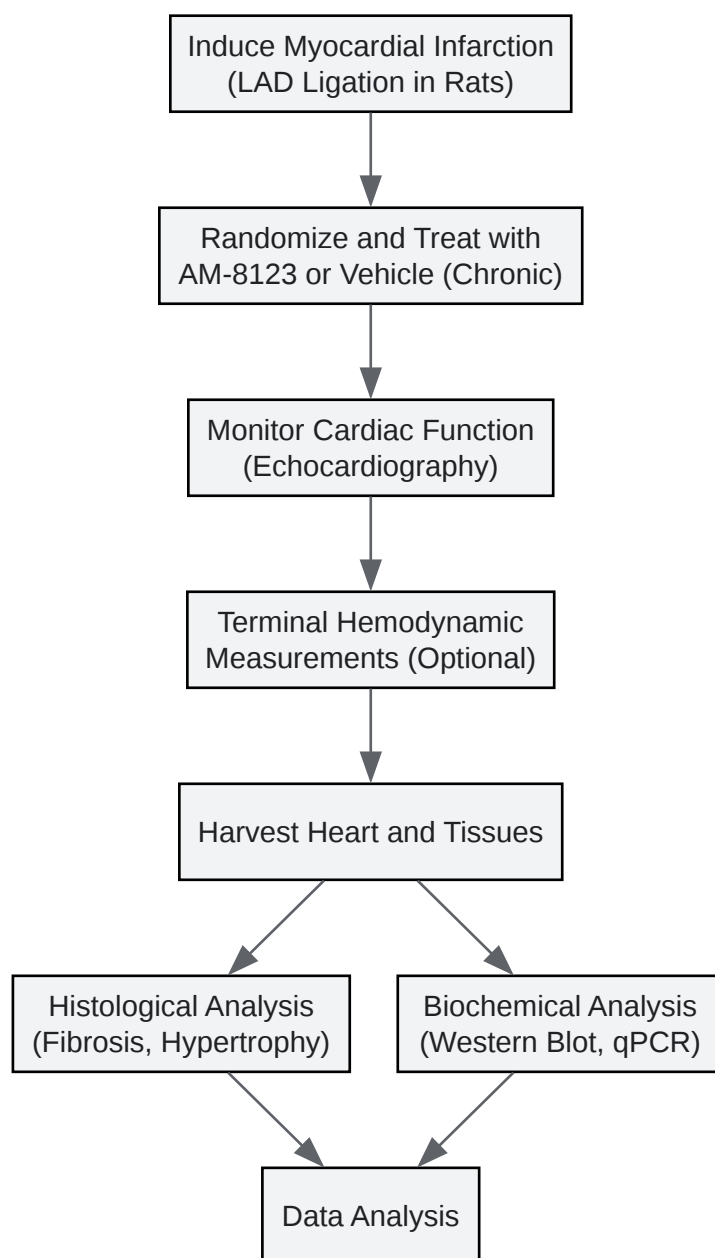 Induce Myocardial Infarction
(LAD Ligation in Rats)
Randomize and Treat with
AM-8123 or Vehicle (Chronic)
Monitor Cardiac Function
(Echocardiography)
Terminal Hemodynamic
Measurements (Optional)
Harvest Heart and Tissues
Histological Analysis
(Fibrosis, Hypertrophy)
Biochemical Analysis
(Western Blot, qPCR)
Data Analysis